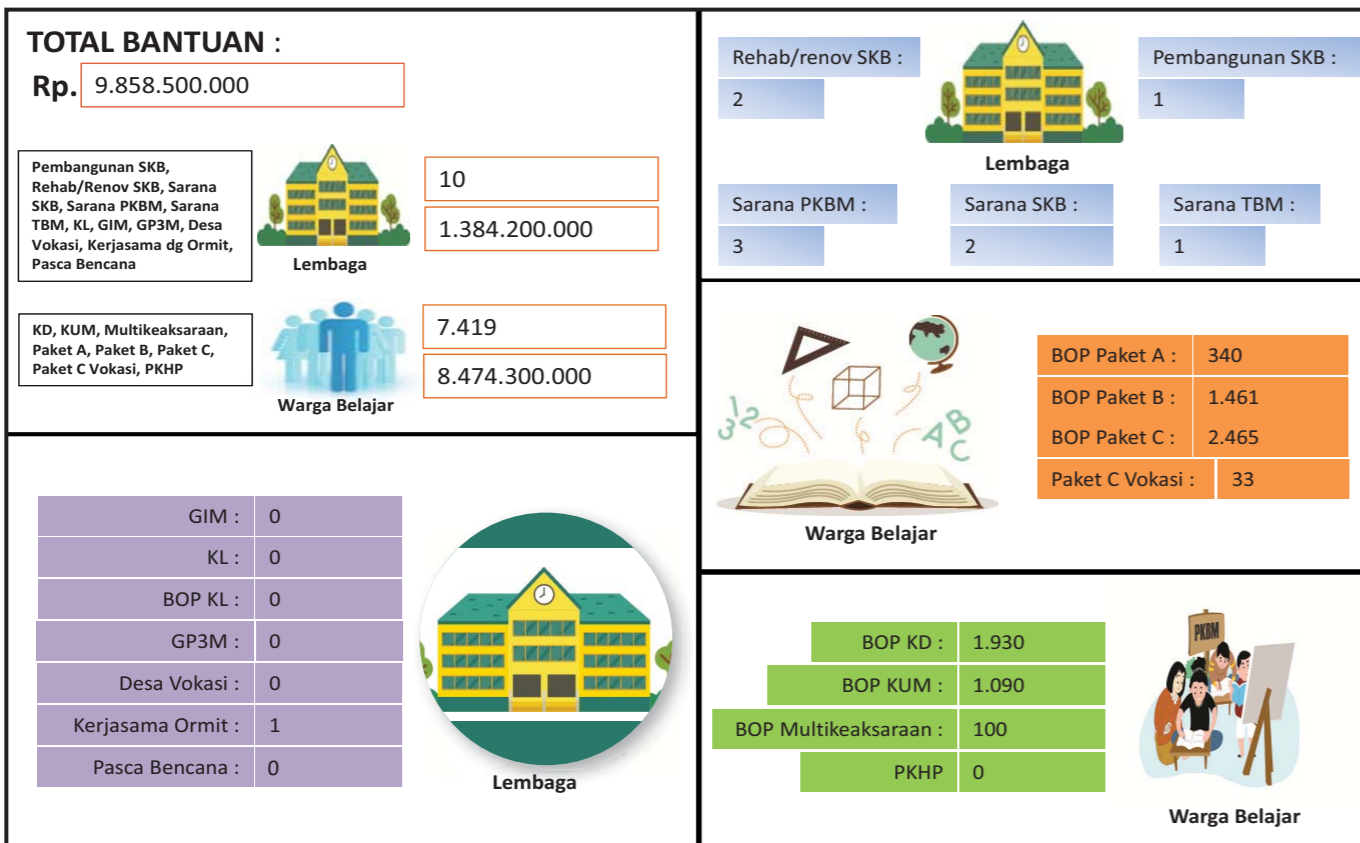 TOTAL BANTUAN :
Rp. 9.858.500.000
Pembangunan SKB,
Rehab/Renov SKB, Sarana
SKB, Sarana PKBM, Sarana
TBM, KL, GIM, GP3M, Desa
Vokasi, Kerjasama dg Ormit,
Pasca Bencana
Lembaga
10
1.384.200.000
KD, KUM, Multikeaksaraan,
Paket A, Paket B, Paket C,
Paket C Vokasi, PKHP
Warga Belajar
7.419
8.474.300.000
Rehab/renov SKB :
2
Lembaga
Pembangunan SKB :
1
Sarana PKBM :
3
Sarana SKB :
2
Sarana TBM :
1
1 2 3
A B C
Warga Belajar
BOP Paket A : 340
BOP Paket B : 1.461
BOP Paket C : 2.465
Paket C Vokasi : 33
GIM : 0
KL : 0
BOP KL : 0
GP3M : 0
Desa Vokasi : 0
Kerjasama Ormit : 1
Pasca Bencana : 0
Lembaga
BOP KD : 1.930
BOP KUM : 1.090
BOP Multikeaksaraan : 100
PKHP 0
PKBM
Warga Belajar